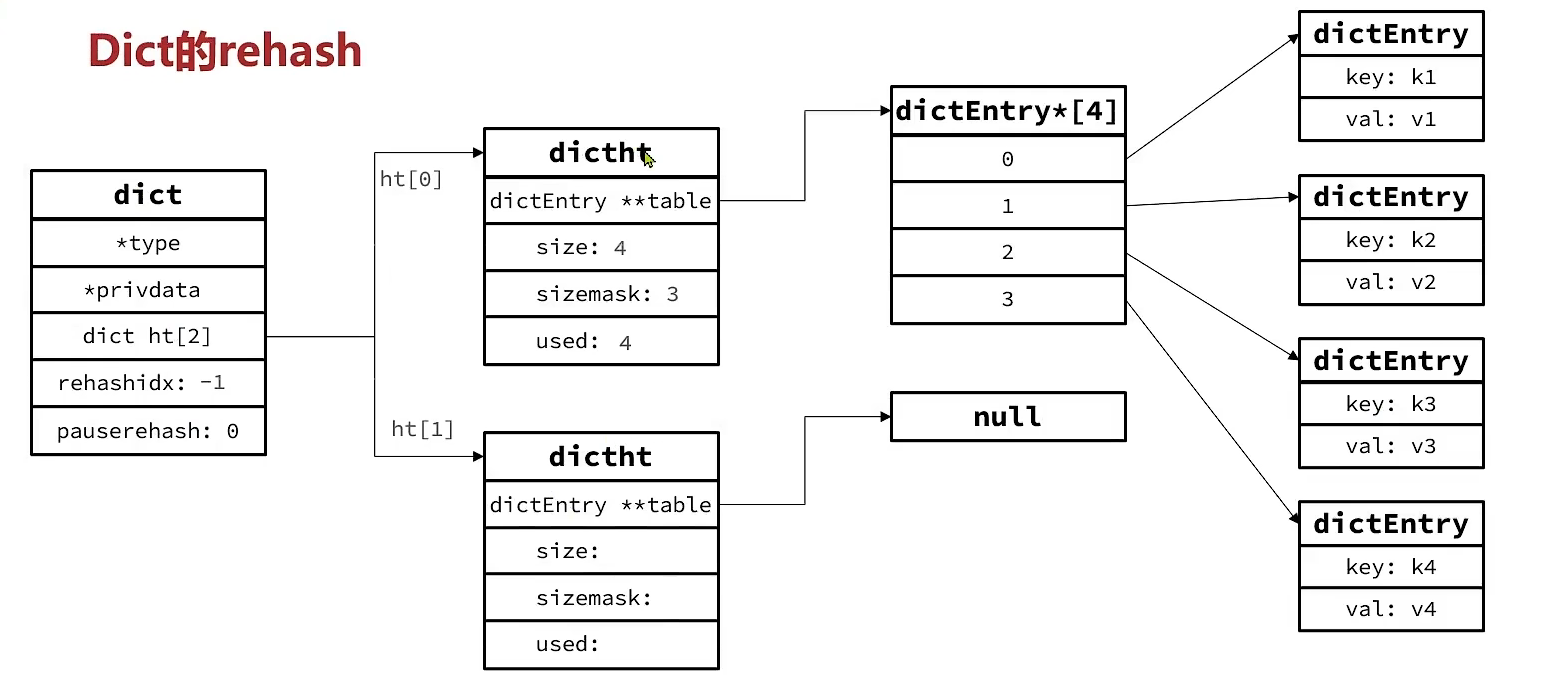 Dict的rehash
dict
*type
*privdata
dict ht[2]
rehashidx: -1
pauserehash: 0
ht[0]
ht[1]
dictht
dictEntry **table
size: 4
sizemask: 3
used: 4
dictht
dictEntry **table
size:
sizemask:
used:
dictEntry*[4]
0
1
2
3
null
dictEntry
key: k1
val: v1
dictEntry
key: k2
val: v2
dictEntry
key: k3
val: v3
dictEntry
key: k4
val: v4